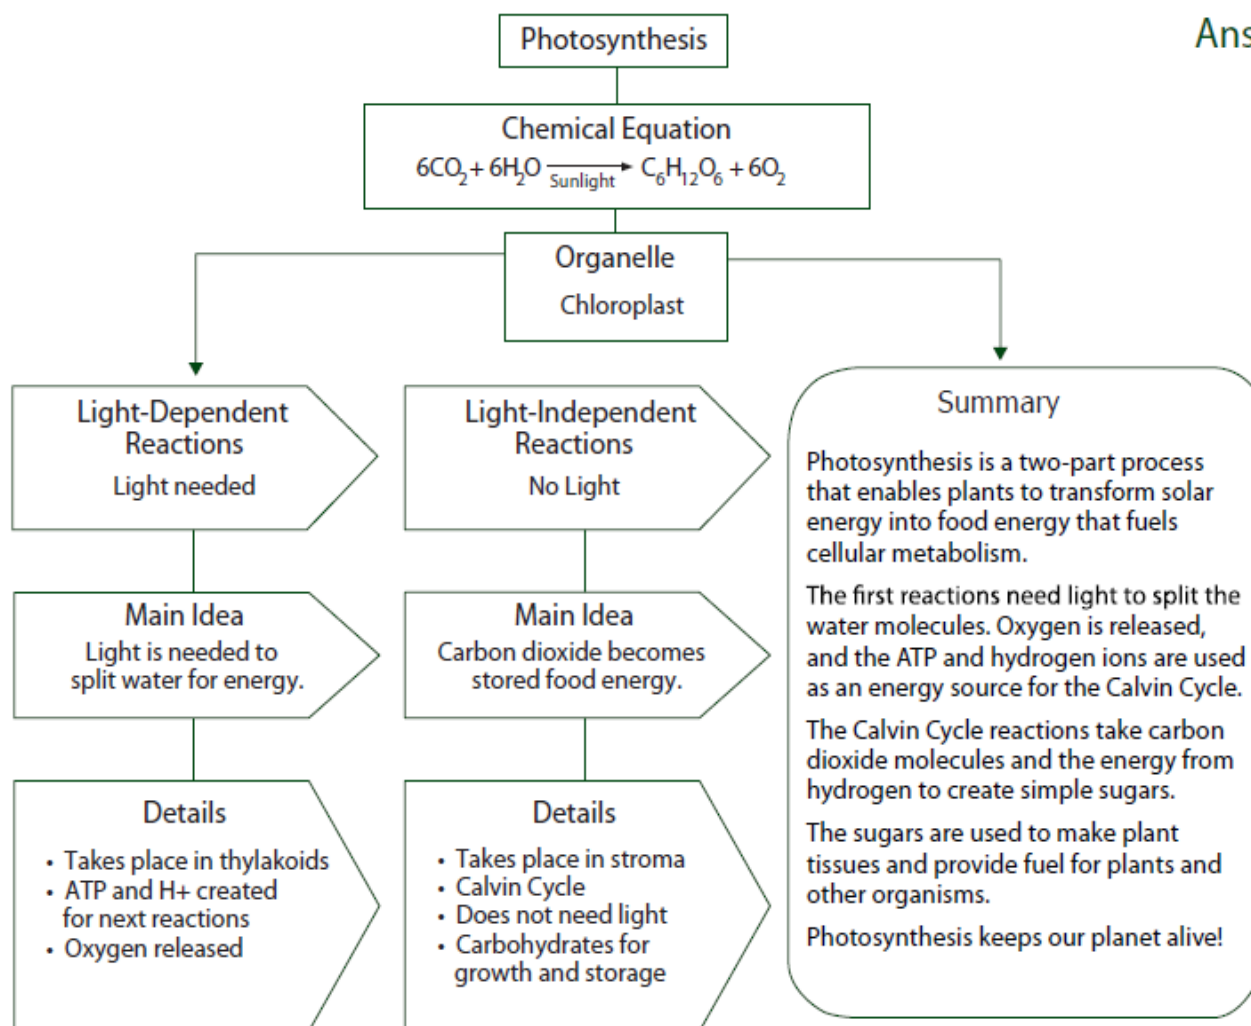 Ans
Photosynthesis
Chemical Equation
6CO₂ + 6H₂O Sunlight → C₆H₁₂O₆ + 6O₂
Organelle
Chloroplast
Light-Dependent
Reactions
Light needed
Main Idea
Light is needed to
split water for energy.
Details
• Takes place in thylakoids
• ATP and H+ created
for next reactions
• Oxygen released
Light-Independent
Reactions
No Light
Main Idea
Carbon dioxide becomes
stored food energy.
Details
• Takes place in stroma
• Calvin Cycle
• Does not need light
• Carbohydrates for
growth and storage
Summary
Photosynthesis is a two-part process
that enables plants to transform solar
energy into food energy that fuels
cellular metabolism.
The first reactions need light to split the
water molecules. Oxygen is released,
and the ATP and hydrogen ions are used
as an energy source for the Calvin Cycle.
The Calvin Cycle reactions take carbon
dioxide molecules and the energy from
hydrogen to create simple sugars.
The sugars are used to make plant
tissues and provide fuel for plants and
other organisms.
Photosynthesis keeps our planet alive!